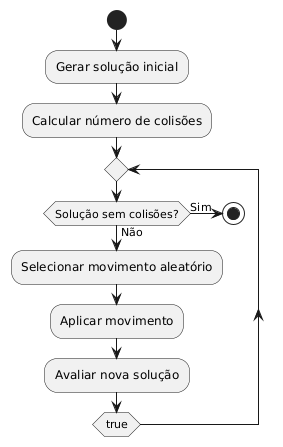 Gerar solução inicial
Calcular número de colisões
Solução sem colisões?
Sim
Não
Selecionar movimento aleatório
Aplicar movimento
Avaliar nova solução
true